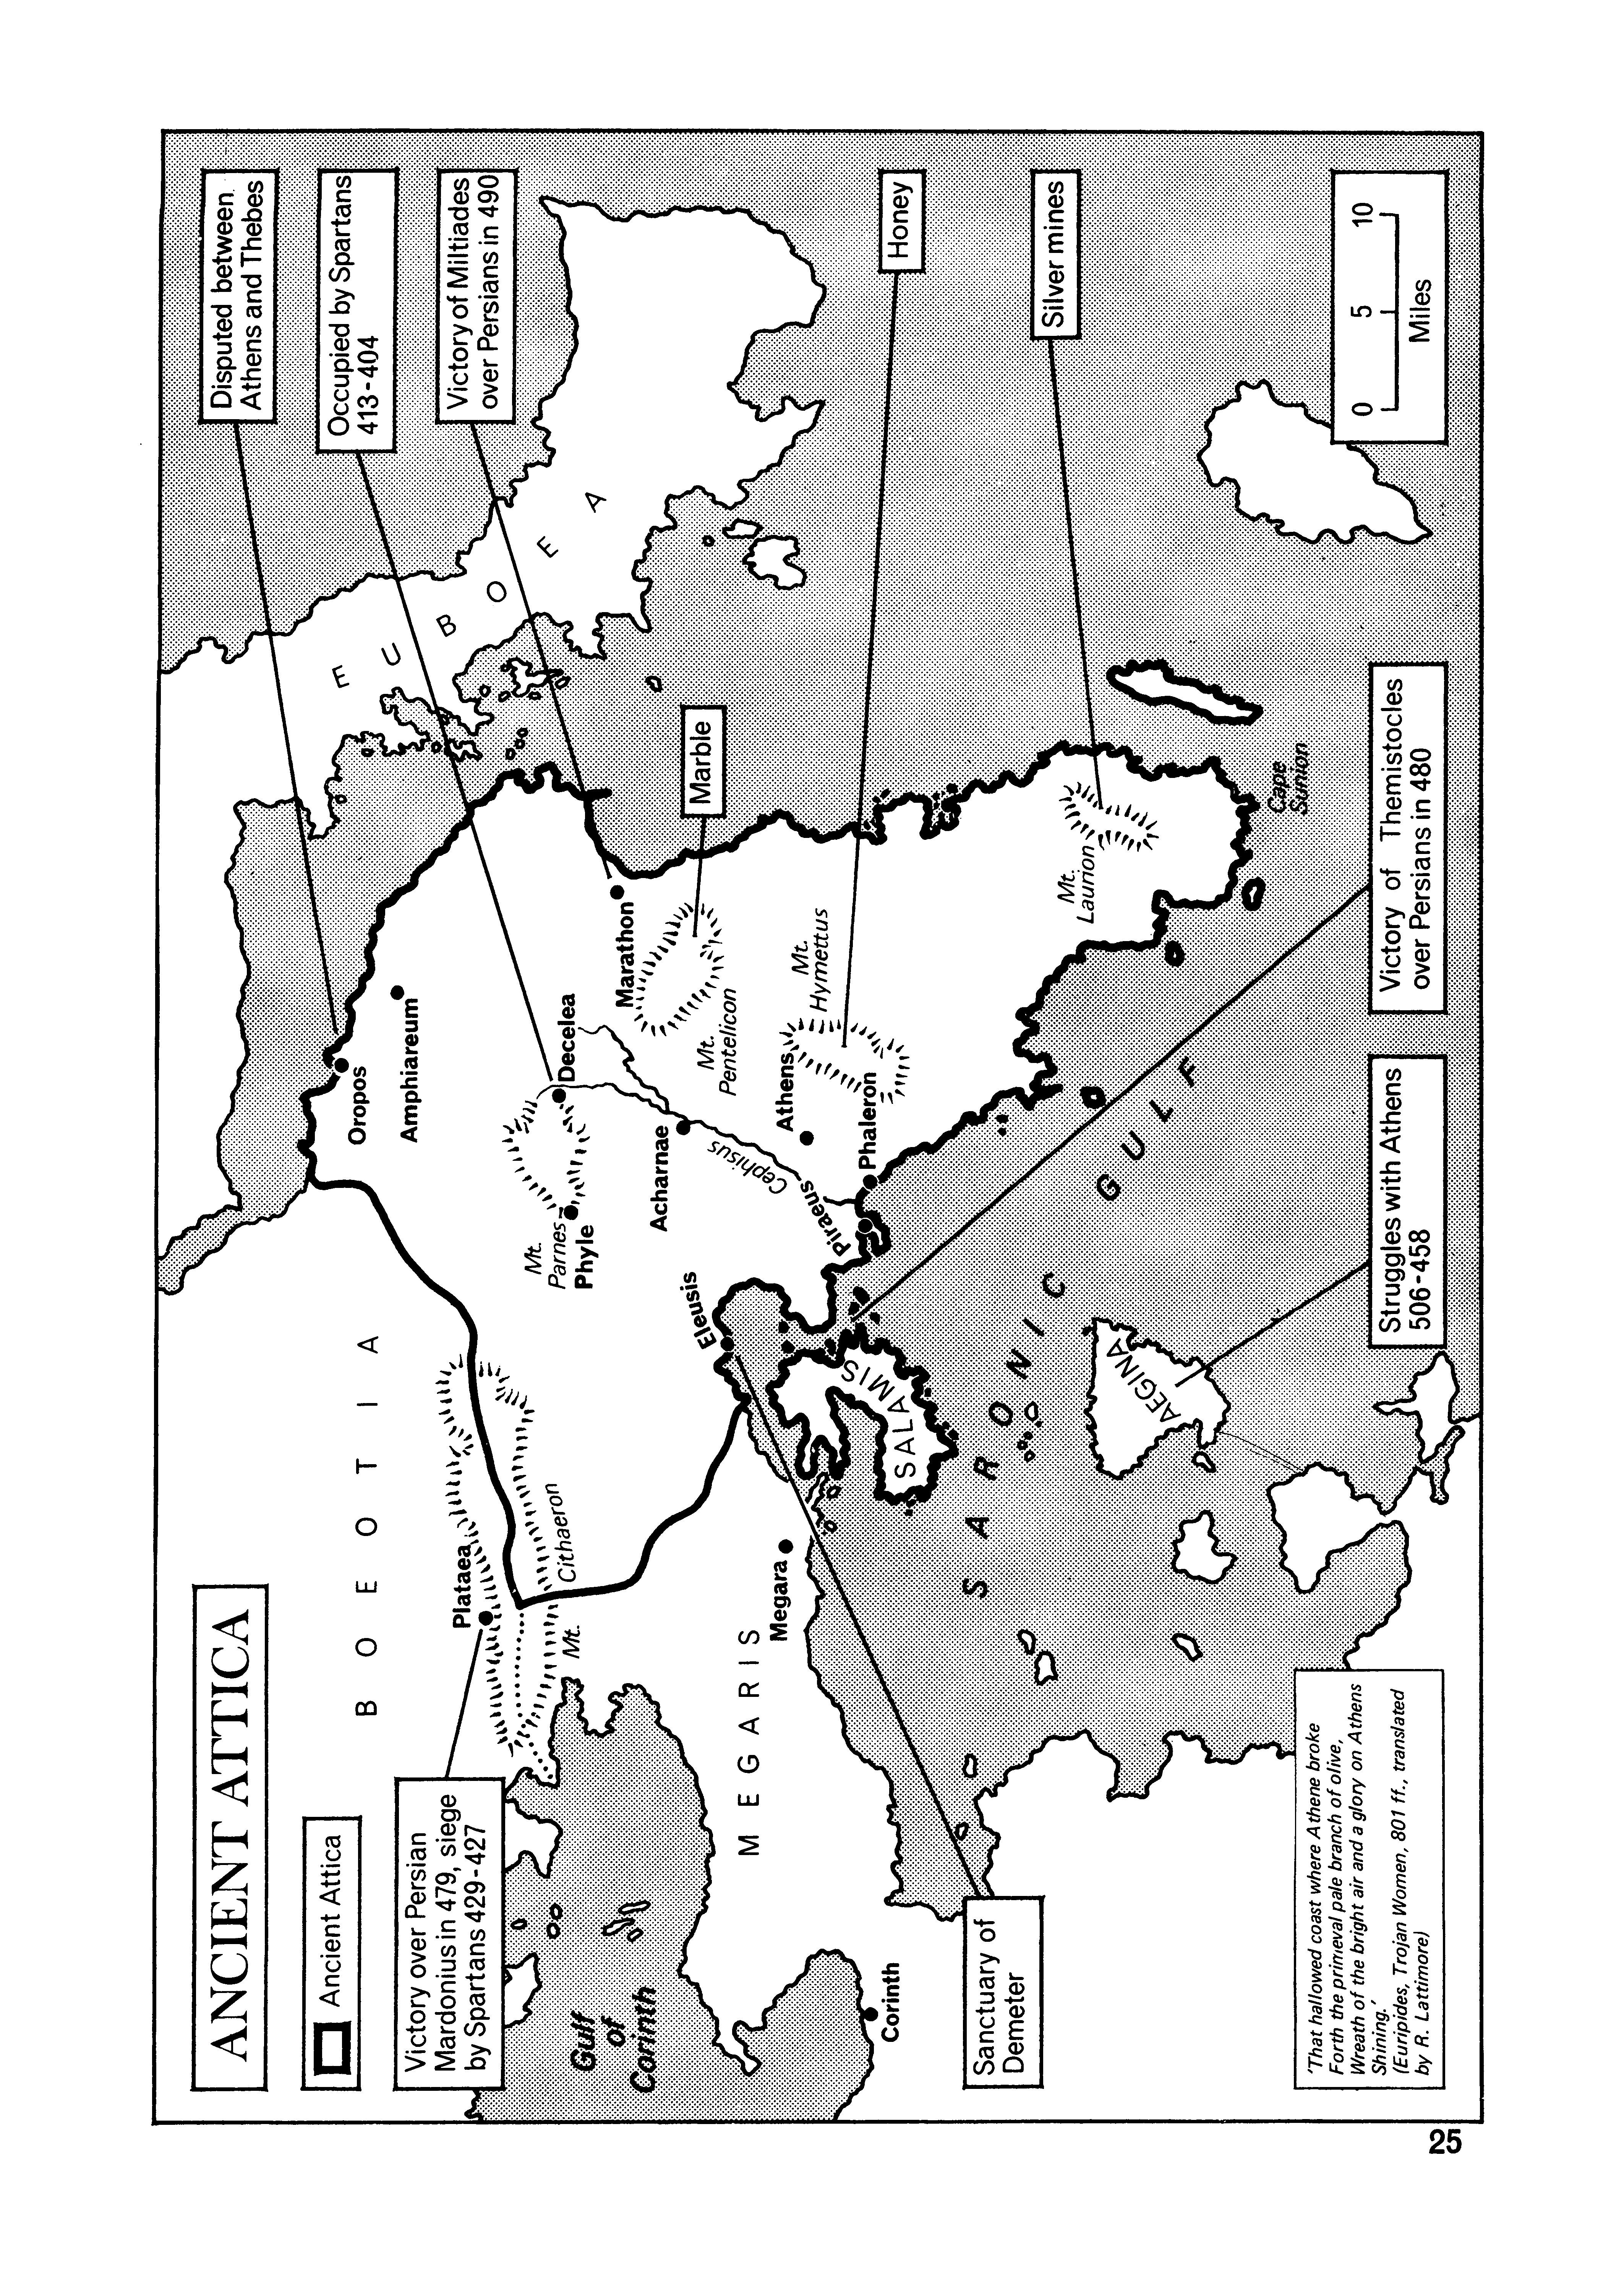 ANCIENT ATTICA
Ancient Attica
Victory over Persian
Mardonius in 479, siege
by Spartans 429-427
Disputed between
Athens and Thebes
Occupied by Spartans
413-404
Victory of Miltiades
over Persians in 490
Honey
Silver mines
Marble
BOEOTIA
EUBOEA
Plataea
Mt.
Cithaeron
Oropos
Amphiareum
Mt.
Parnes
Phyle
Decelea
Acharnae
Cephisus
Marathon
Mt.
Pentelicon
Mt.
Hymettus
Athens
Phaleron
Piraeus
Eleusis
Mt.
Laurion
Cape
Sunion
MEGARIS
Megara
SALAMIS
SARONIC GULF
AEGINA
Gulf
of
Corinth
Corinth
Sanctuary of
Demeter
Struggles with Athens
506-458
Victory of Themistocles
over Persians in 480
0 5 10
Miles
'That hallowed coast where Athene broke
Forth the primeval pale branch of olive,
Wreath of the bright air and a glory on Athens
Shining.'
(Euripides, Trojan Women, 801 ff., translated
by R. Lattimore)
25